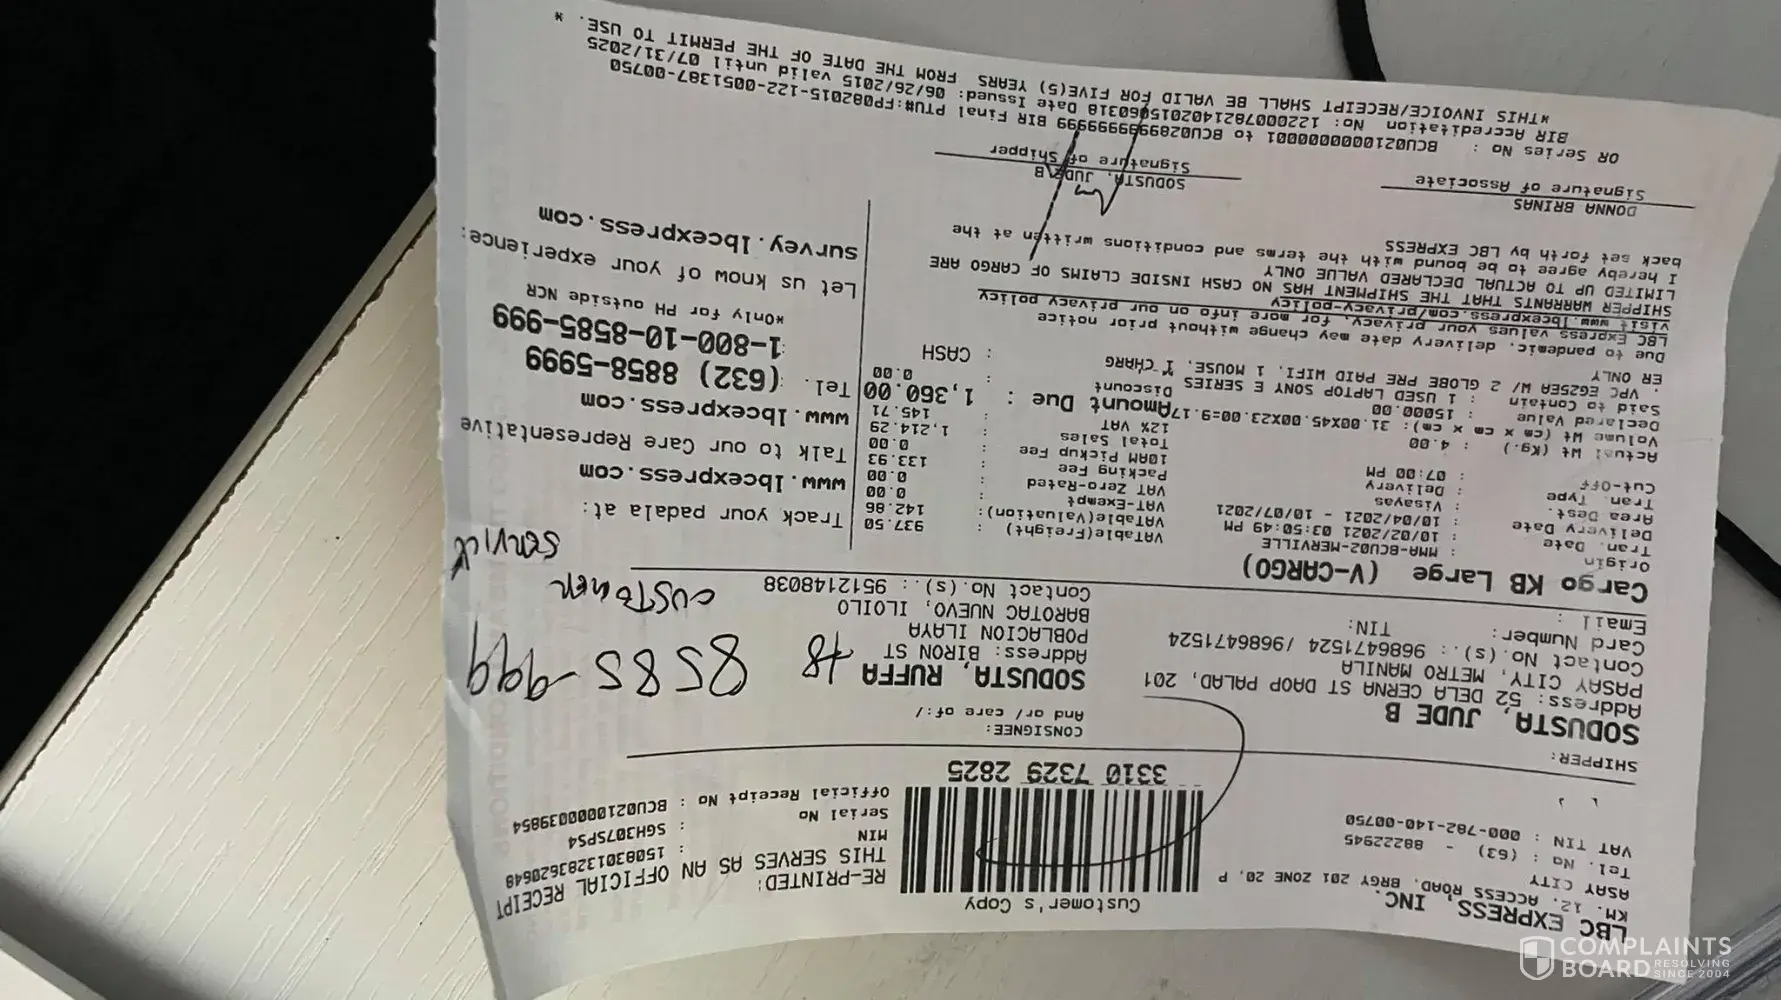 LBC EXPRESS, INC.
KM. 12. ACCESS ROAD. BRGY 201 ZONE 20, P
ASAY CITY
Tel. No : (63) - 88222945
VAT TIN : 000-782-140-00750
Customer's Copy
3310 7329 2825
RE-PRINTED:
THIS SERVES AS AN OFFICIAL RECEIPT
MIN : 15083013283620649
Serial No : SGH307SPS4
Official Receipt No : BCU02100000039854
SHIPPER:
SODUSTA, JUDE B
Address: 52 DELA CERNA ST DAOP PALAD, 201
PASAY CITY, METRO MANILA
Contact No.(s).: 9686471524 /9686471524
Card Number: TIN:
Email :
CONSIGNEE:
And or/ care of:/
SODUSTA, RUFFA
Address: BIRON ST
POBLACION ILAYA
BAROTAC NUEVO, ILOILO
Contact No.(s).: 9512148038
8585-999
CUSTOMER
SERVICE
Cargo KB Large (V-CARGO)
Origin : MMA-BCU02-MERVILLE
Tran. Date : 10/02/2021 03:50:49 PM
Delivery Date : 10/04/2021 - 10/07/2021
Area Dest. : Visayas
Tran. Type : Delivery
Cut-Off : 07:00 PM
Actual Wt (Kg.) : 4.00
Volume Wt (cm x cm x cm): 31.00X45.00X23.00=9.17
Declared Value : 15000.00
Said to Contain : 1 USED LAPTOP SONY E SERIES
. VPC EG25EA W/ 2 GLOBE PRE PAID WIFI. 1 MOUSE, 1 CHARG
ER ONLY
VATable(Freight) : 937.50
VATable(Valuation): 142.86
VAT-Exempt : 0.00
VAT Zero-Rated : 0.00
Packing Fee : 133.93
10AM Pickup Fee : 0.00
Total Sales : 1,214.29
12% VAT : 145.71
Amount Due : 1,360.00
Discount : 0.00
: CASH
Due to pandemic, delivery date may change without prior notice
LBC Express values your privacy, for more info on our privacy policy
visit www.lbcexpress.com/privacy-policy
SHIPPER WARRANTS THAT THE SHIPMENT HAS NO CASH INSIDE CLAIMS OF CARGO ARE
LIMITED UP TO ACTUAL DECLARED VALUE ONLY
I hereby agree to be bound with the terms and conditions written at the
back set forth by LBC EXPRESS
Track your padala at:
www.lbcexpress.com
Talk to our Care Representative
www.lbcexpress.com
Tel. :(632) 8858-5999
1-800-10-8585-999
*Only for PH outside NCR
Let us know of your experience:
survey.lbcexpress.com
DONNA BRINAS
Signature of Associate
SODUSTA, JUDE B
Signature of Shipper
OR Series No : BCU02100000000001 to BCU02899999999999 BIR Final PTU#:FP082015-122-0051387-00750
BIR Accreditation No: 1220007821402015060318 Date Issued: 06/26/2015 valid until 07/31/2025
*THIS INVOICE/RECEIPT SHALL BE VALID FOR FIVE(5) YEARS FROM THE DATE OF THE PERMIT TO USE. *
COMPLAINTS
BOARD RESOLVING SINCE 2004